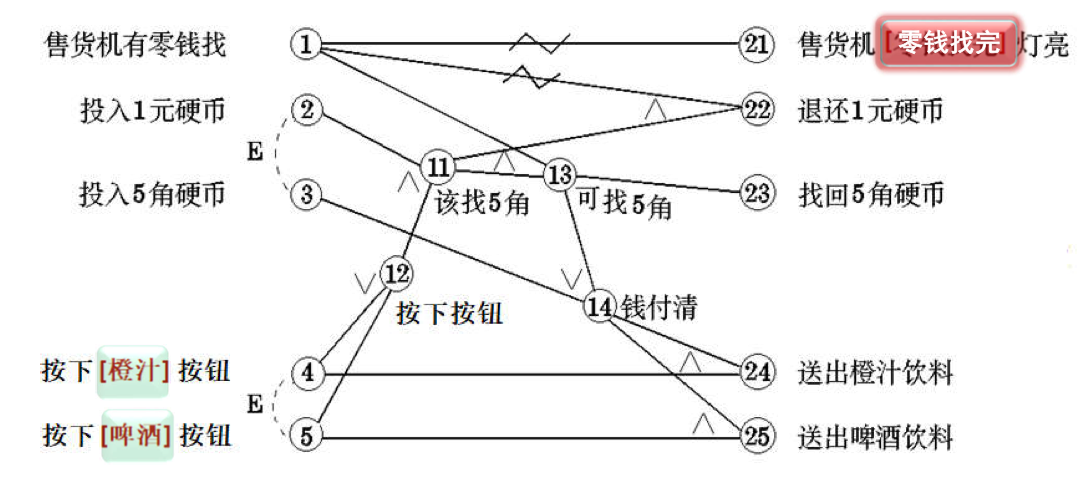 售货机有零钱找
1
21
售货机 零钱找完 灯亮
投入1元硬币
2
22
退还1元硬币
E
11
13
投入5角硬币
3
该找5角
可找5角
23
找回5角硬币
12
按下按钮
14
钱付清
按下[橙汁]按钮
4
24
送出橙汁饮料
E
按下[啤酒]按钮
5
25
送出啤酒饮料